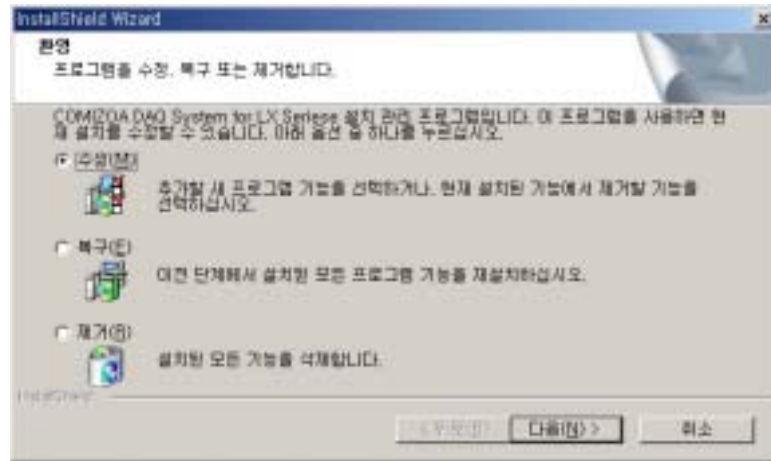 InstallShield Wizard
환영
프로그램을 수정, 복구 또는 제거합니다.
COMIZOA DAQ System for LX Seriese 설치 관리 프로그램입니다. 이 프로그램을 사용하면 현
재 설치를 수정할 수 있습니다. 아래 옵션 중 하나를 누르십시오.
수정(M)
추가할 새 프로그램 기능을 선택하거나, 현재 설치된 기능에서 제거할 기능을
선택하십시오.
복구(E)
이전 단계에서 설치된 모든 프로그램 기능을 재설치하십시오.
제거(R)
설치된 모든 기능을 삭제합니다.
InstallShield
다음(N) >
취소